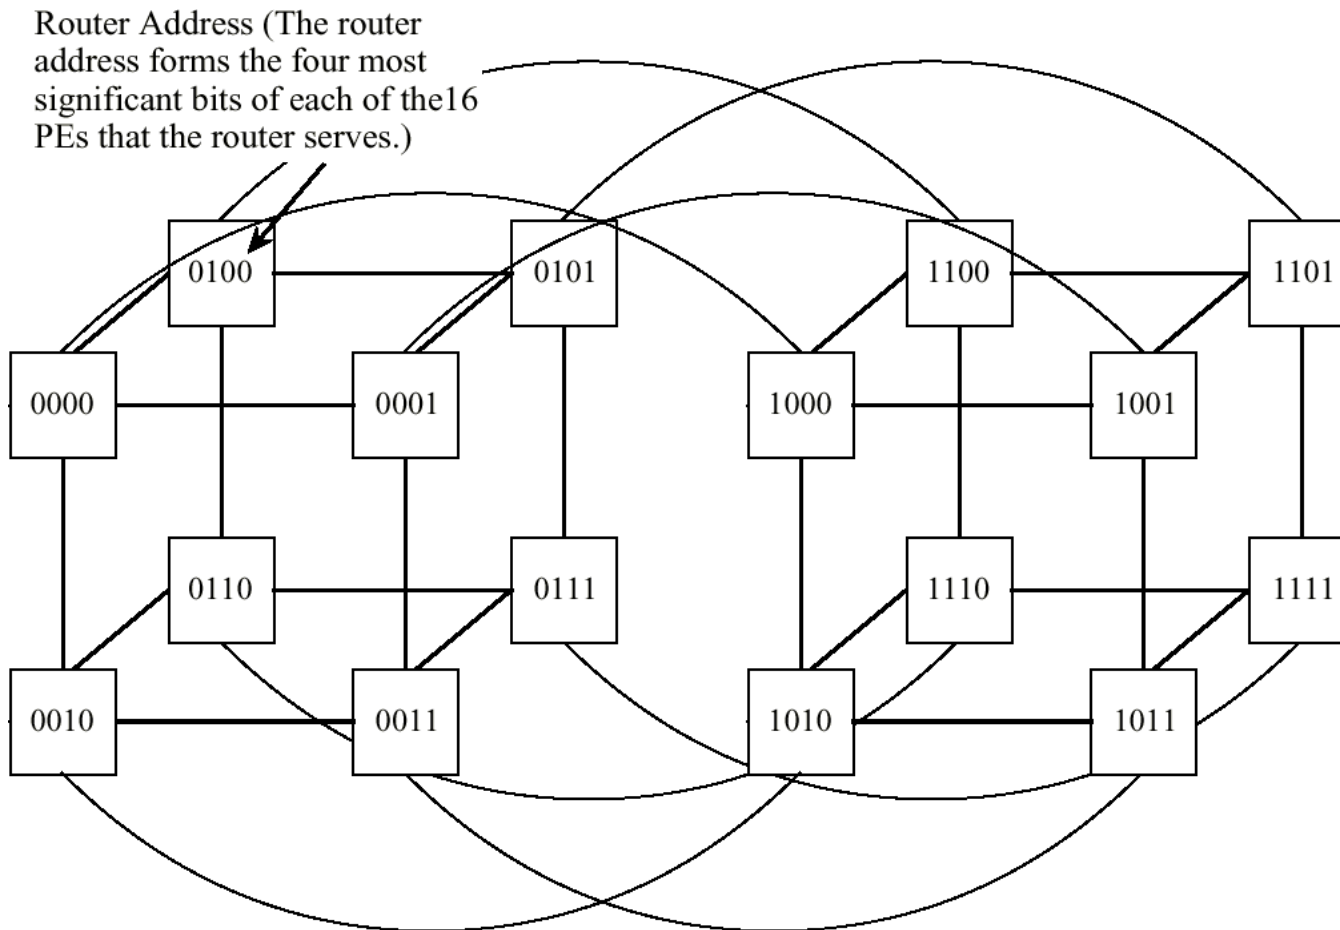 Router Address (The router
address forms the four most
significant bits of each of the16
PEs that the router serves.)
0100 0101 1100 1101
0000 0001 1000 1001
0110 0111 1110 1111
0010 0011 1010 1011